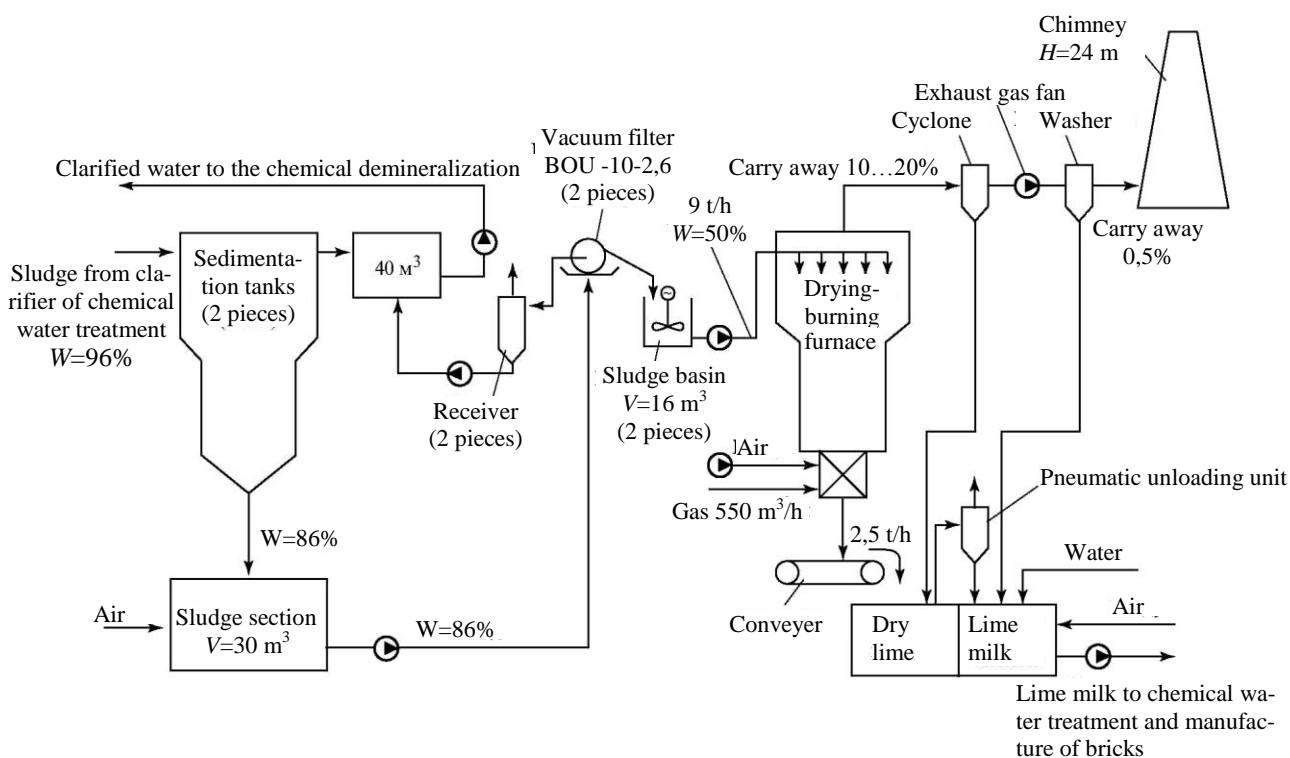 Chimney
H=24 m
Exhaust gas fan
Cyclone
Washer
Vacuum filter
BOU -10-2,6
(2 pieces)
Clarified water to the chemical demineralization
Carry away 10…20%
9 t/h
W=50%
Carry away
0,5%
Sludge from cla-
rifier of chemical
water treatment
W=96%
Sedimenta-
tion tanks
(2 pieces)
40 м³
~
Drying-
burning
furnace
Receiver
(2 pieces)
Sludge basin
V=16 m³
(2 pieces)
Air
Gas 550 m³/h
Pneumatic unloading unit
W=86%
2,5 t/h
Water
Air
Sludge section
V=30 m³
W=86%
Conveyer
Dry
lime
Lime
milk
Air
Lime milk to chemical wa-
ter treatment and manufac-
ture of bricks